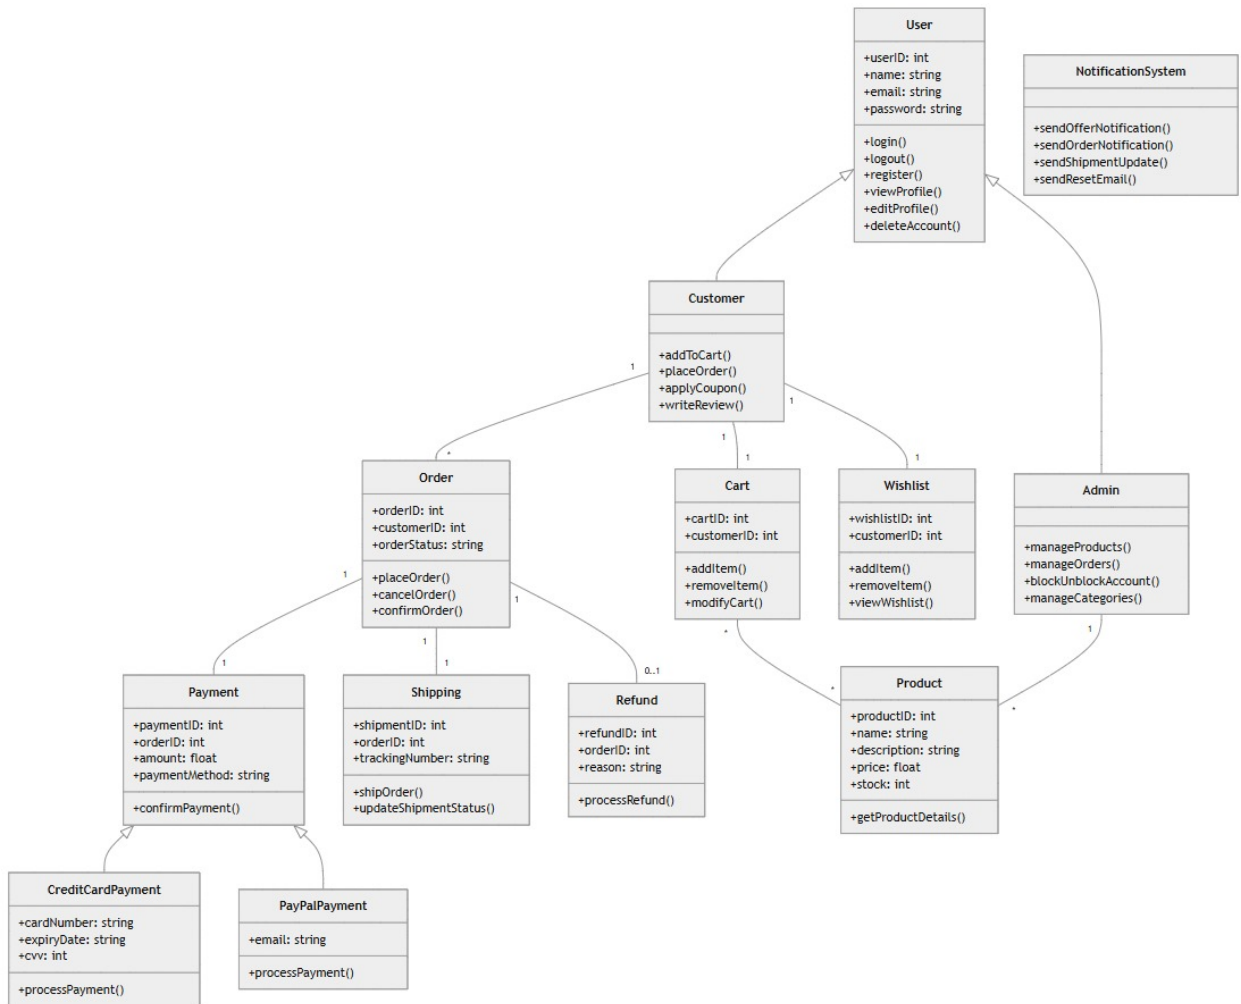 User
+userID: int
+name: string
+email: string
+password: string
+login()
+logout()
+register()
+viewProfile()
+editProfile()
+deleteAccount()
NotificationSystem
+sendOfferNotification()
+sendOrderNotification()
+sendShipmentUpdate()
+sendResetEmail()
Customer
+addToCart()
+placeOrder()
+applyCoupon()
+writeReview()
1
*
1
1
1
1
Order
+orderID: int
+customerID: int
+orderStatus: string
+placeOrder()
+cancelOrder()
+confirmOrder()
Cart
+cartID: int
+customerID: int
+addItem()
+removeItem()
+modifyCart()
Wishlist
+wishlistID: int
+customerID: int
+addItem()
+removeItem()
+viewWishlist()
Admin
+manageProducts()
+manageOrders()
+blockUnblockAccount()
+manageCategories()
1
1
1
1
1
0..1
*
*
1
*
Payment
+paymentID: int
+orderID: int
+amount: float
+paymentMethod: string
+confirmPayment()
Shipping
+shipmentID: int
+orderID: int
+trackingNumber: string
+shipOrder()
+updateShipmentStatus()
Refund
+refundID: int
+orderID: int
+reason: string
+processRefund()
Product
+productID: int
+name: string
+description: string
+price: float
+stock: int
+getProductDetails()
CreditCardPayment
+cardNumber: string
+expiryDate: string
+cvv: int
+processPayment()
PayPalPayment
+email: string
+processPayment()